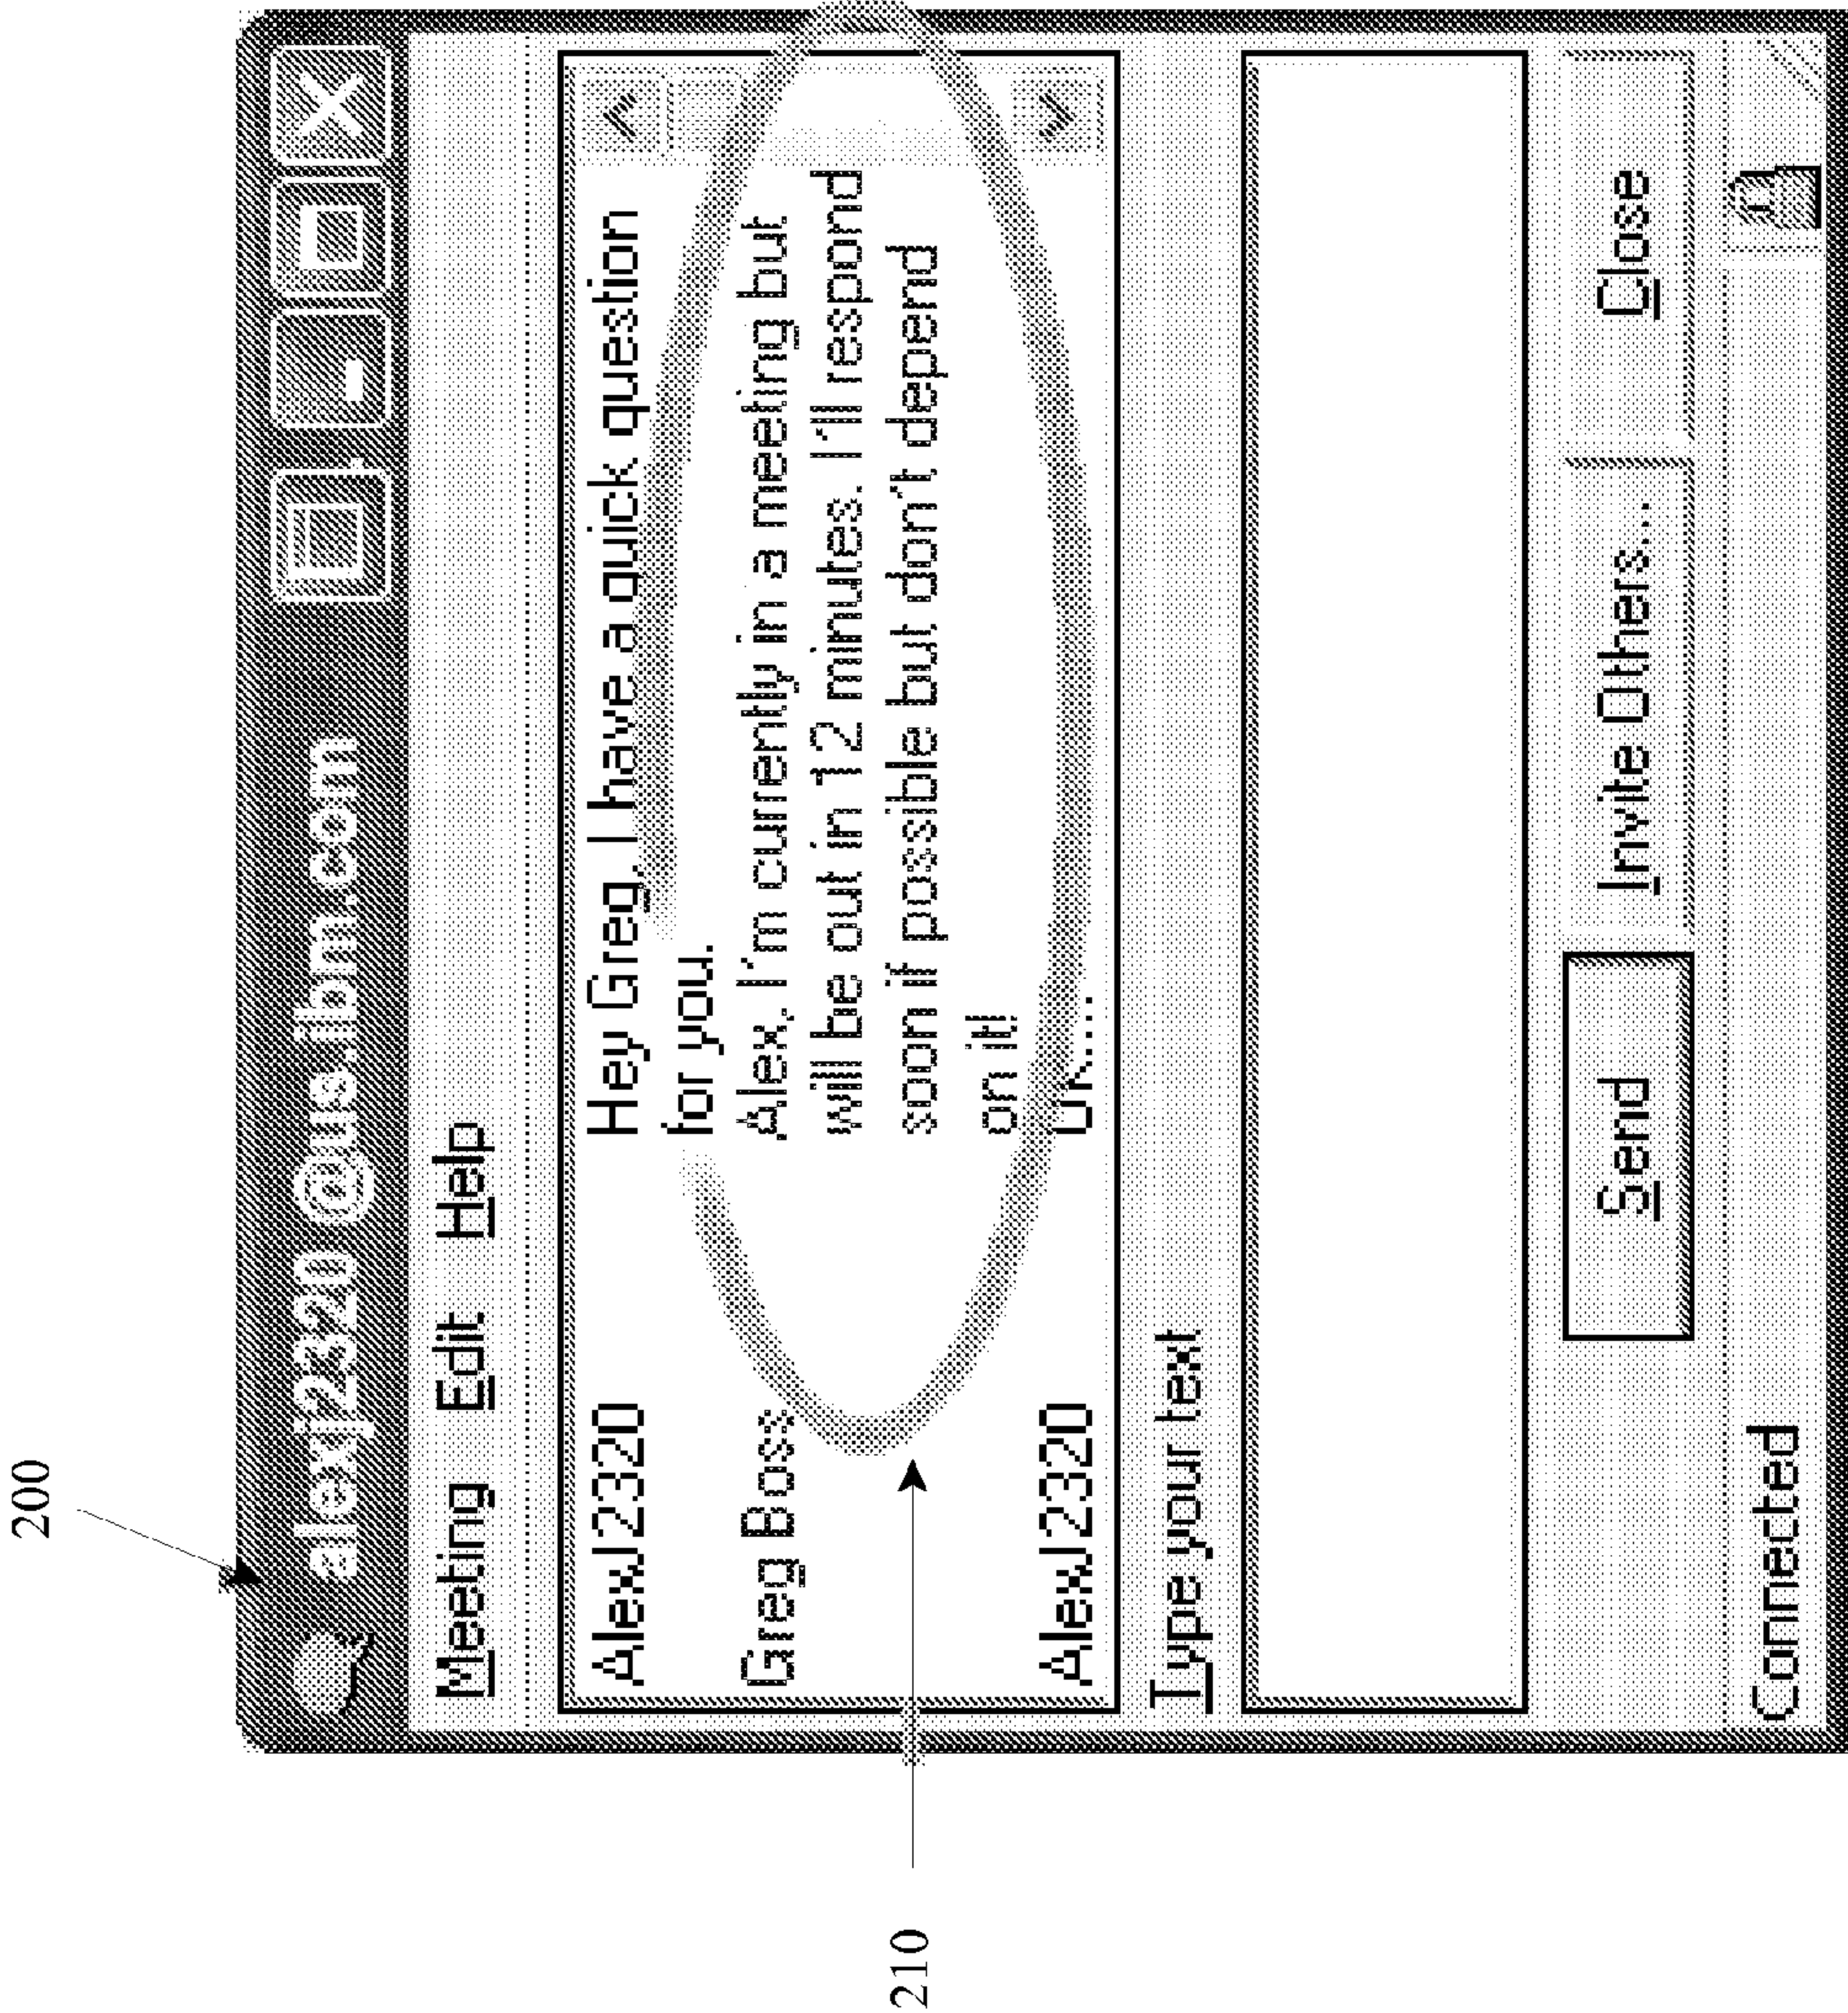 200
alexj2320 @us.ibm.com
Meeting Edit Help
AlexJ2320 Hey Greg, I have a quick question
for you.
Greg Boss Alex, I'm currently in a meeting but
will be out in 12 minutes. I'll respond
soon if possible but don't depend
on it!
AlexJ2320 OK...
210
Type your text
Send Invite Others... Close
Connected